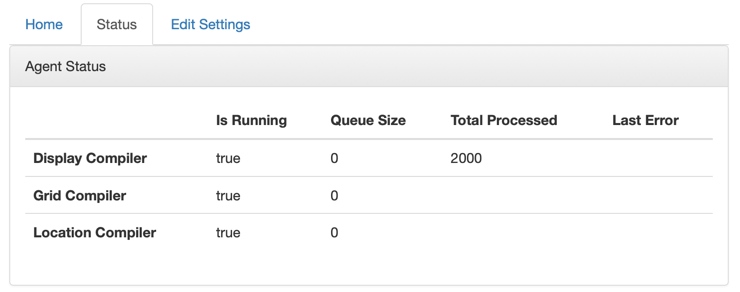 Home Status Edit Settings
Agent Status
Is Running Queue Size Total Processed Last Error
Display Compiler true 0 2000
Grid Compiler true 0
Location Compiler true 0